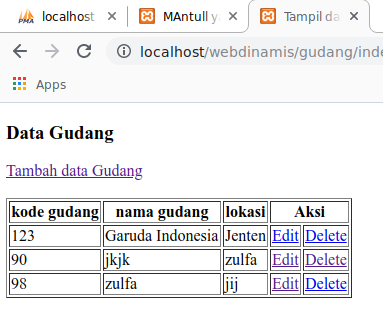 localhost
MAntull y
Tampil da
localhost/webdinamis/gudang/inde
Apps
Data Gudang
Tambah data Gudang
kode gudang nama gudang lokasi Aksi
123 Garuda Indonesia Jenten Edit Delete
90 jkjk zulfa Edit Delete
98 zulfa jij Edit Delete